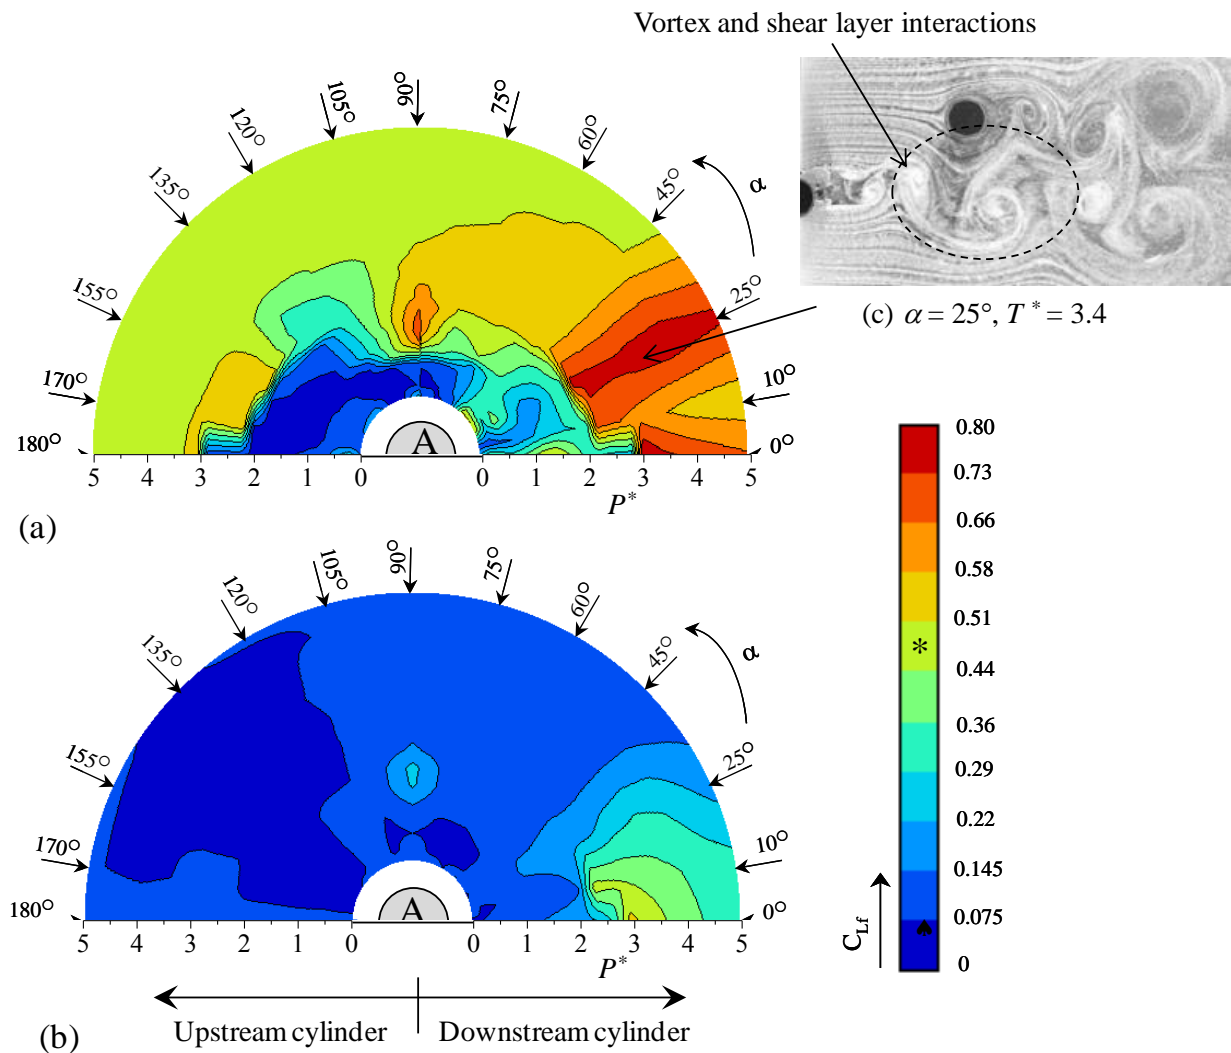 Vortex and shear layer interactions
90°
105°
75°
120°
60°
135°
45°
α
155°
25°
(c) α = 25°, T * = 3.4
170°
10°
180°
A
0°
5 4 3 2 1 0 0 1 2 3 4 5
P*
(a)
0.80
0.73
0.66
0.58
0.51
*
0.44
0.36
0.29
0.22
0.145
0.075
0
C_Lf
90°
105°
75°
120°
60°
135°
45°
α
155°
25°
170°
10°
180°
A
0°
5 4 3 2 1 0 0 1 2 3 4 5
P*
Upstream cylinder Downstream cylinder
(b)